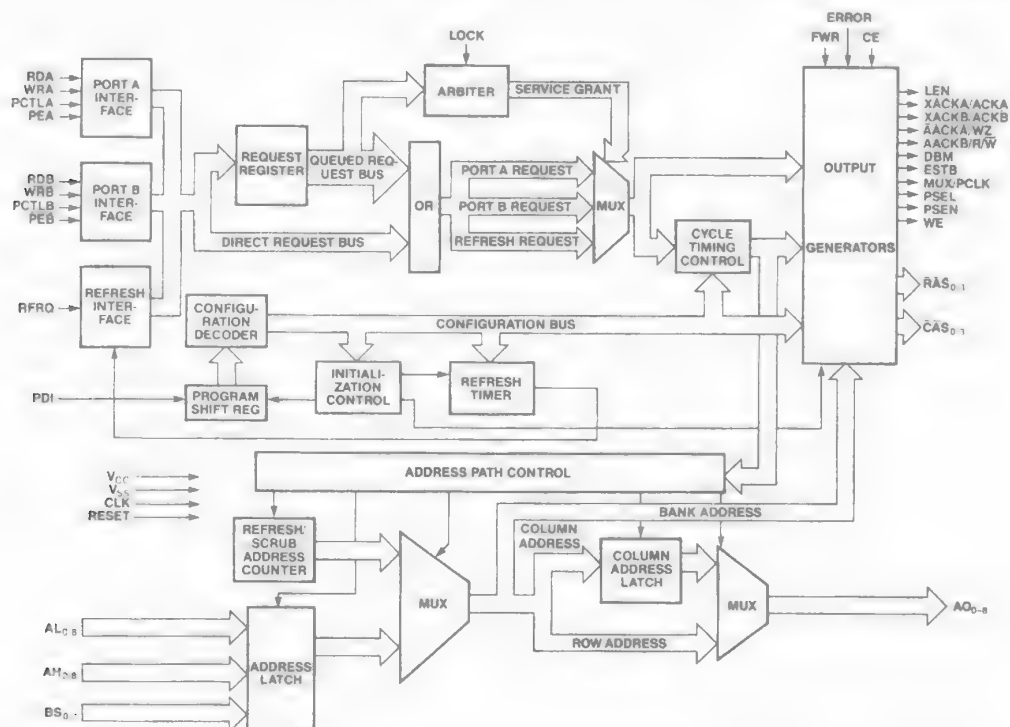 ERROR
FWR CE
LOCK
RDA
WRA
PCTLA
PEA
PORT A
INTER-
FACE
ARBITER
SERVICE GRANT
REQUEST
REGISTER
QUEUED REQ-
UEST BUS
OR
PORT A REQUEST
PORT B REQUEST
REFRESH REQUEST
MUX
RDB
WRB
PCTLB
PEB
PORT B
INTER-
FACE
DIRECT REQUEST BUS
CYCLE
TIMING
CONTROL
OUTPUT
GENERATORS
LEN
XACKA/ACKA
XACKB/ACKB
AACKA/WZ
AACKB/R/W
DBM
ESTB
MUX/PCLK
PSEL
PSEN
WE
RAS0-1
CAS0-1
RFRQ
REFRESH
INTER-
FACE
CONFIGU-
RATION
DECODER
CONFIGURATION BUS
PDI
PROGRAM
SHIFT REG
INITIALI-
ZATION
CONTROL
REFRESH
TIMER
VCC
VSS
CLK
RESET
ADDRESS PATH CONTROL
BANK ADDRESS
REFRESH/
SCRUB
ADDRESS
COUNTER
MUX
COLUMN
ADDRESS
COLUMN
ADDRESS
LATCH
MUX
ROW ADDRESS
AO0-8
AL0-8
AH0-8
BS0-1
ADDRESS
LATCH